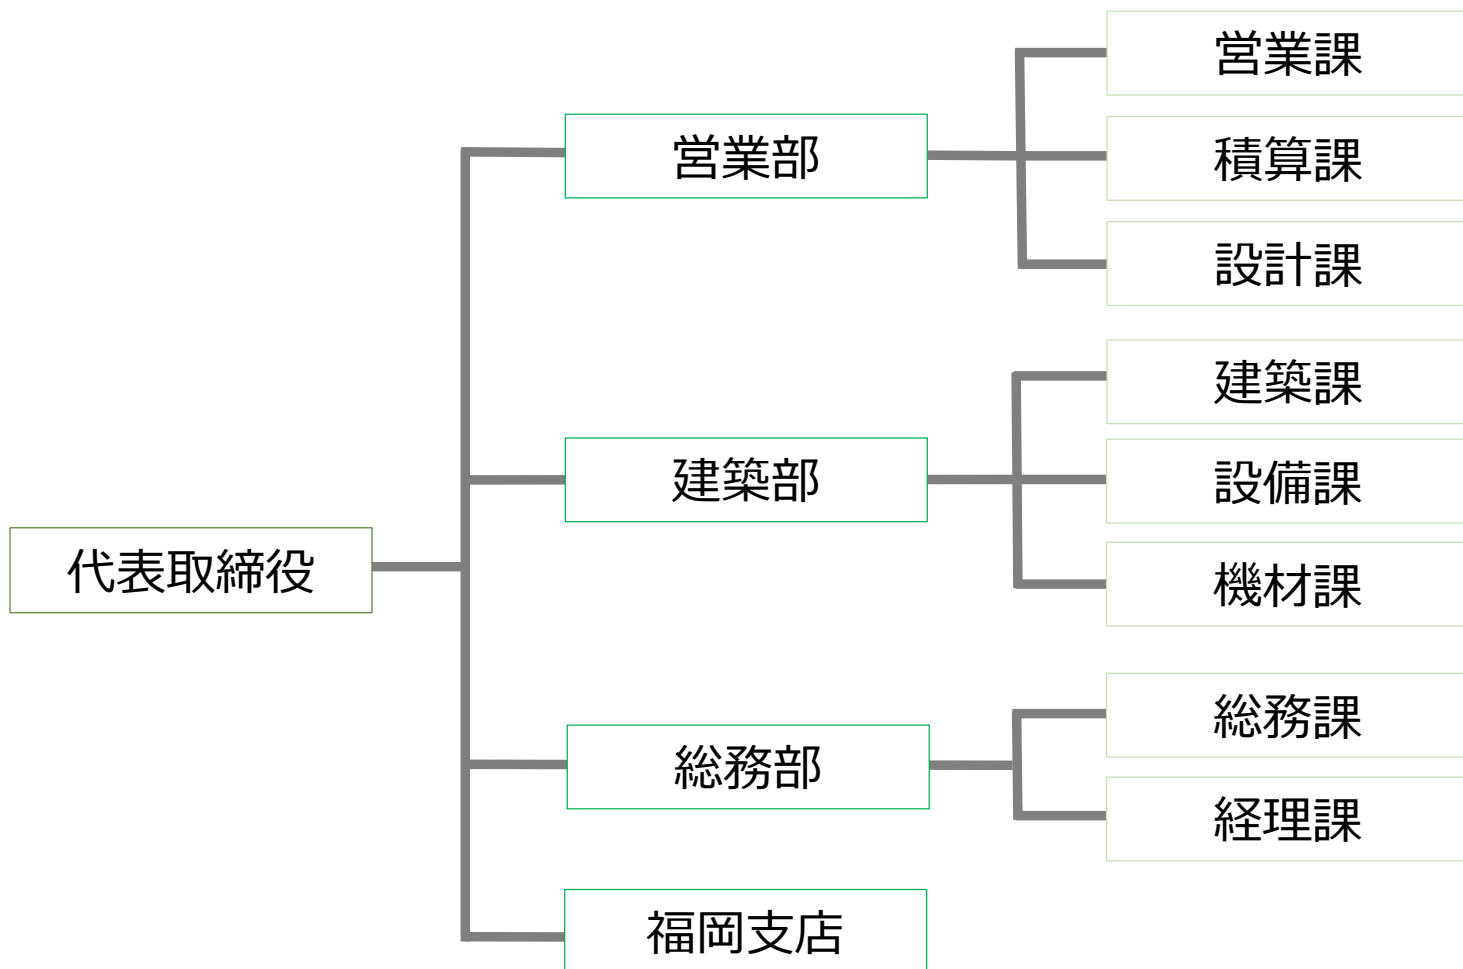 代表取締役
営業部
営業課
積算課
設計課
建築部
建築課
設備課
機材課
総務部
総務課
経理課
福岡支店